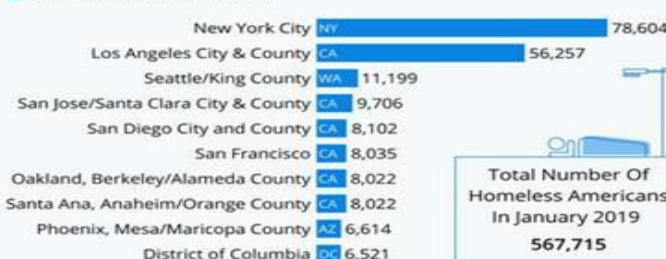 New York City NY 78,604
Los Angeles City & County CA 56,257
Seattle/King County WA 11,199
San Jose/Santa Clara City & County CA 9,706
San Diego City and County CA 8,102
San Francisco CA 8,035
Oakland, Berkeley/Alameda County CA 8,022
Santa Ana, Anaheim/Orange County CA 8,022
Phoenix, Mesa/Maricopa County AZ 6,614
District of Columbia DC 6,521
Total Number Of
Homeless Americans
In January 2019
567,715